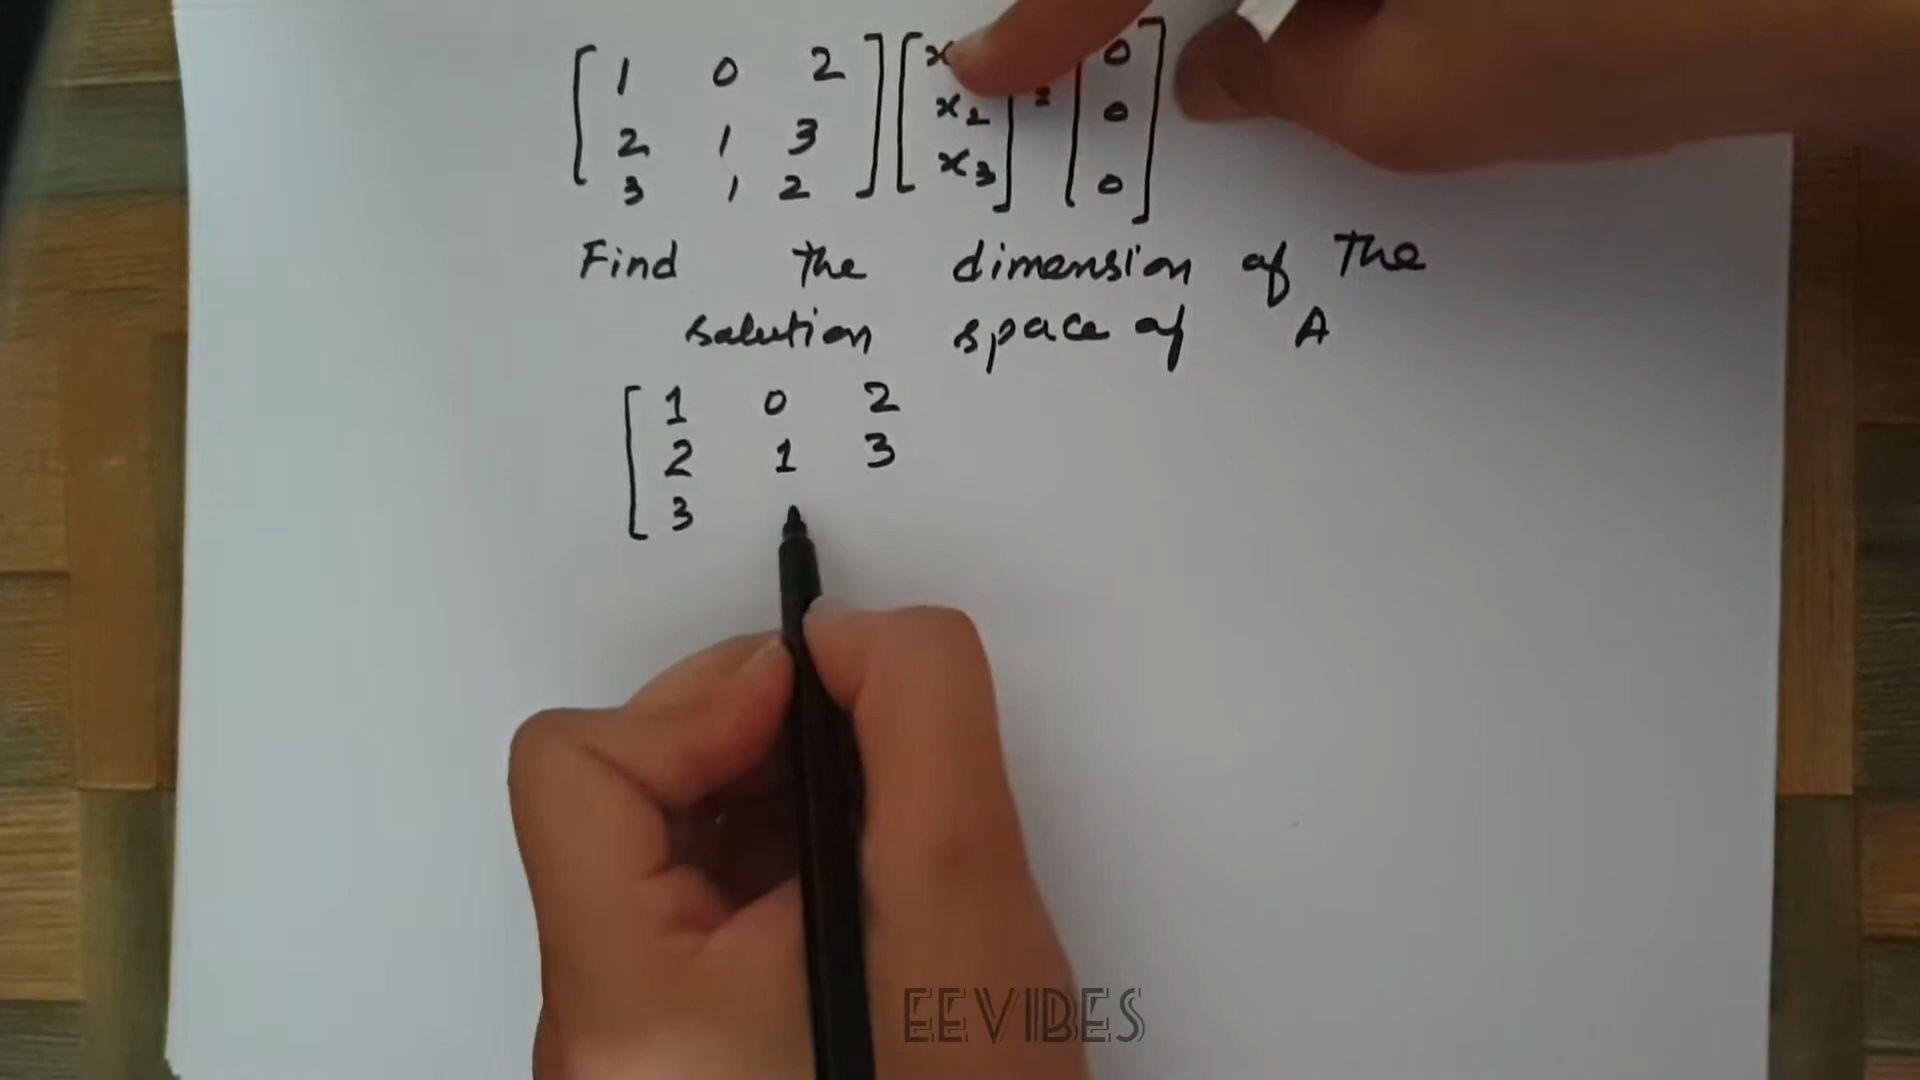 [1 0 2] [x [0
2 1 3 x2 = 0
3 1 2] x3] 0]
Find the dimension of the
solution space of A
[1 0 2
2 1 3
3
EEVIBES